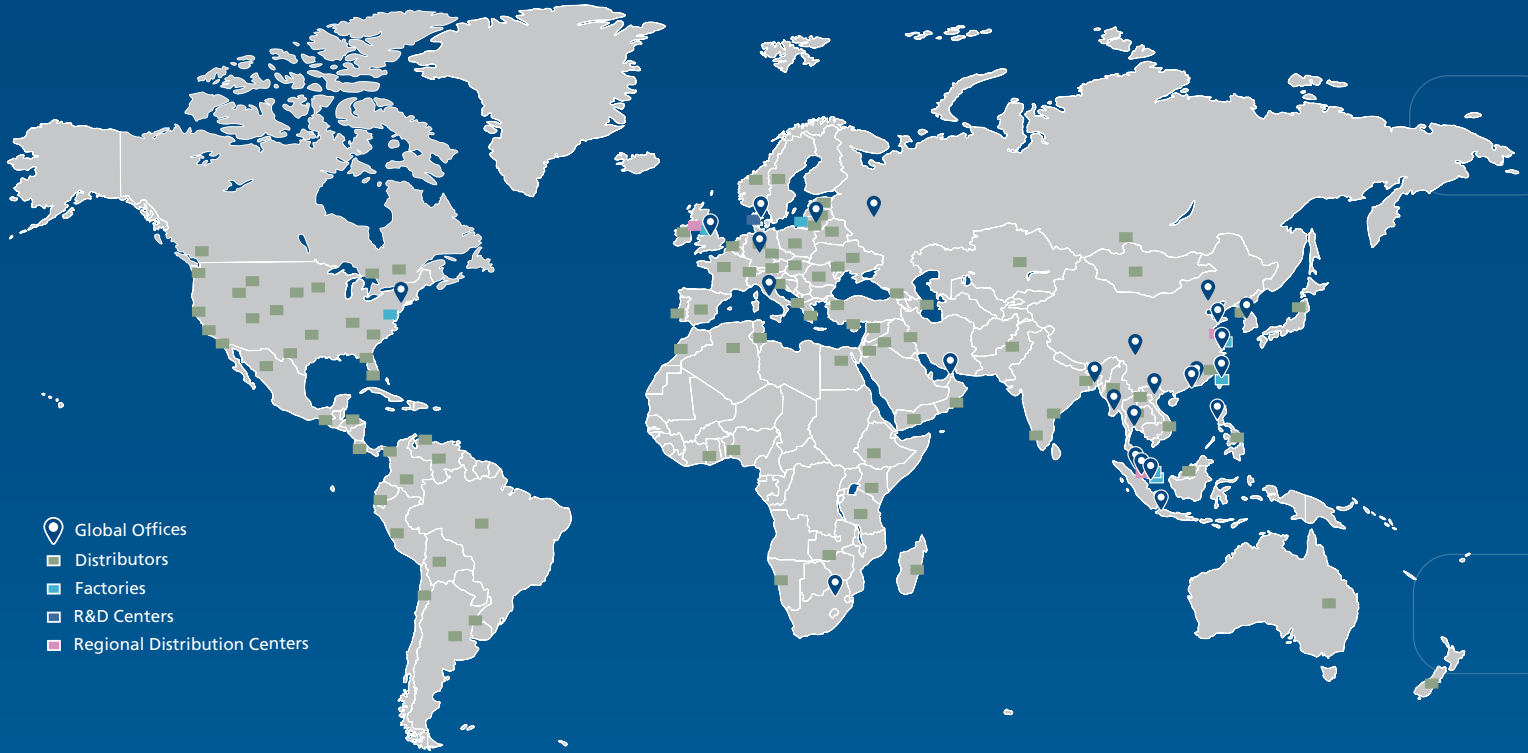 Global Offices
Distributors
Factories
R&D Centers
Regional Distribution Centers